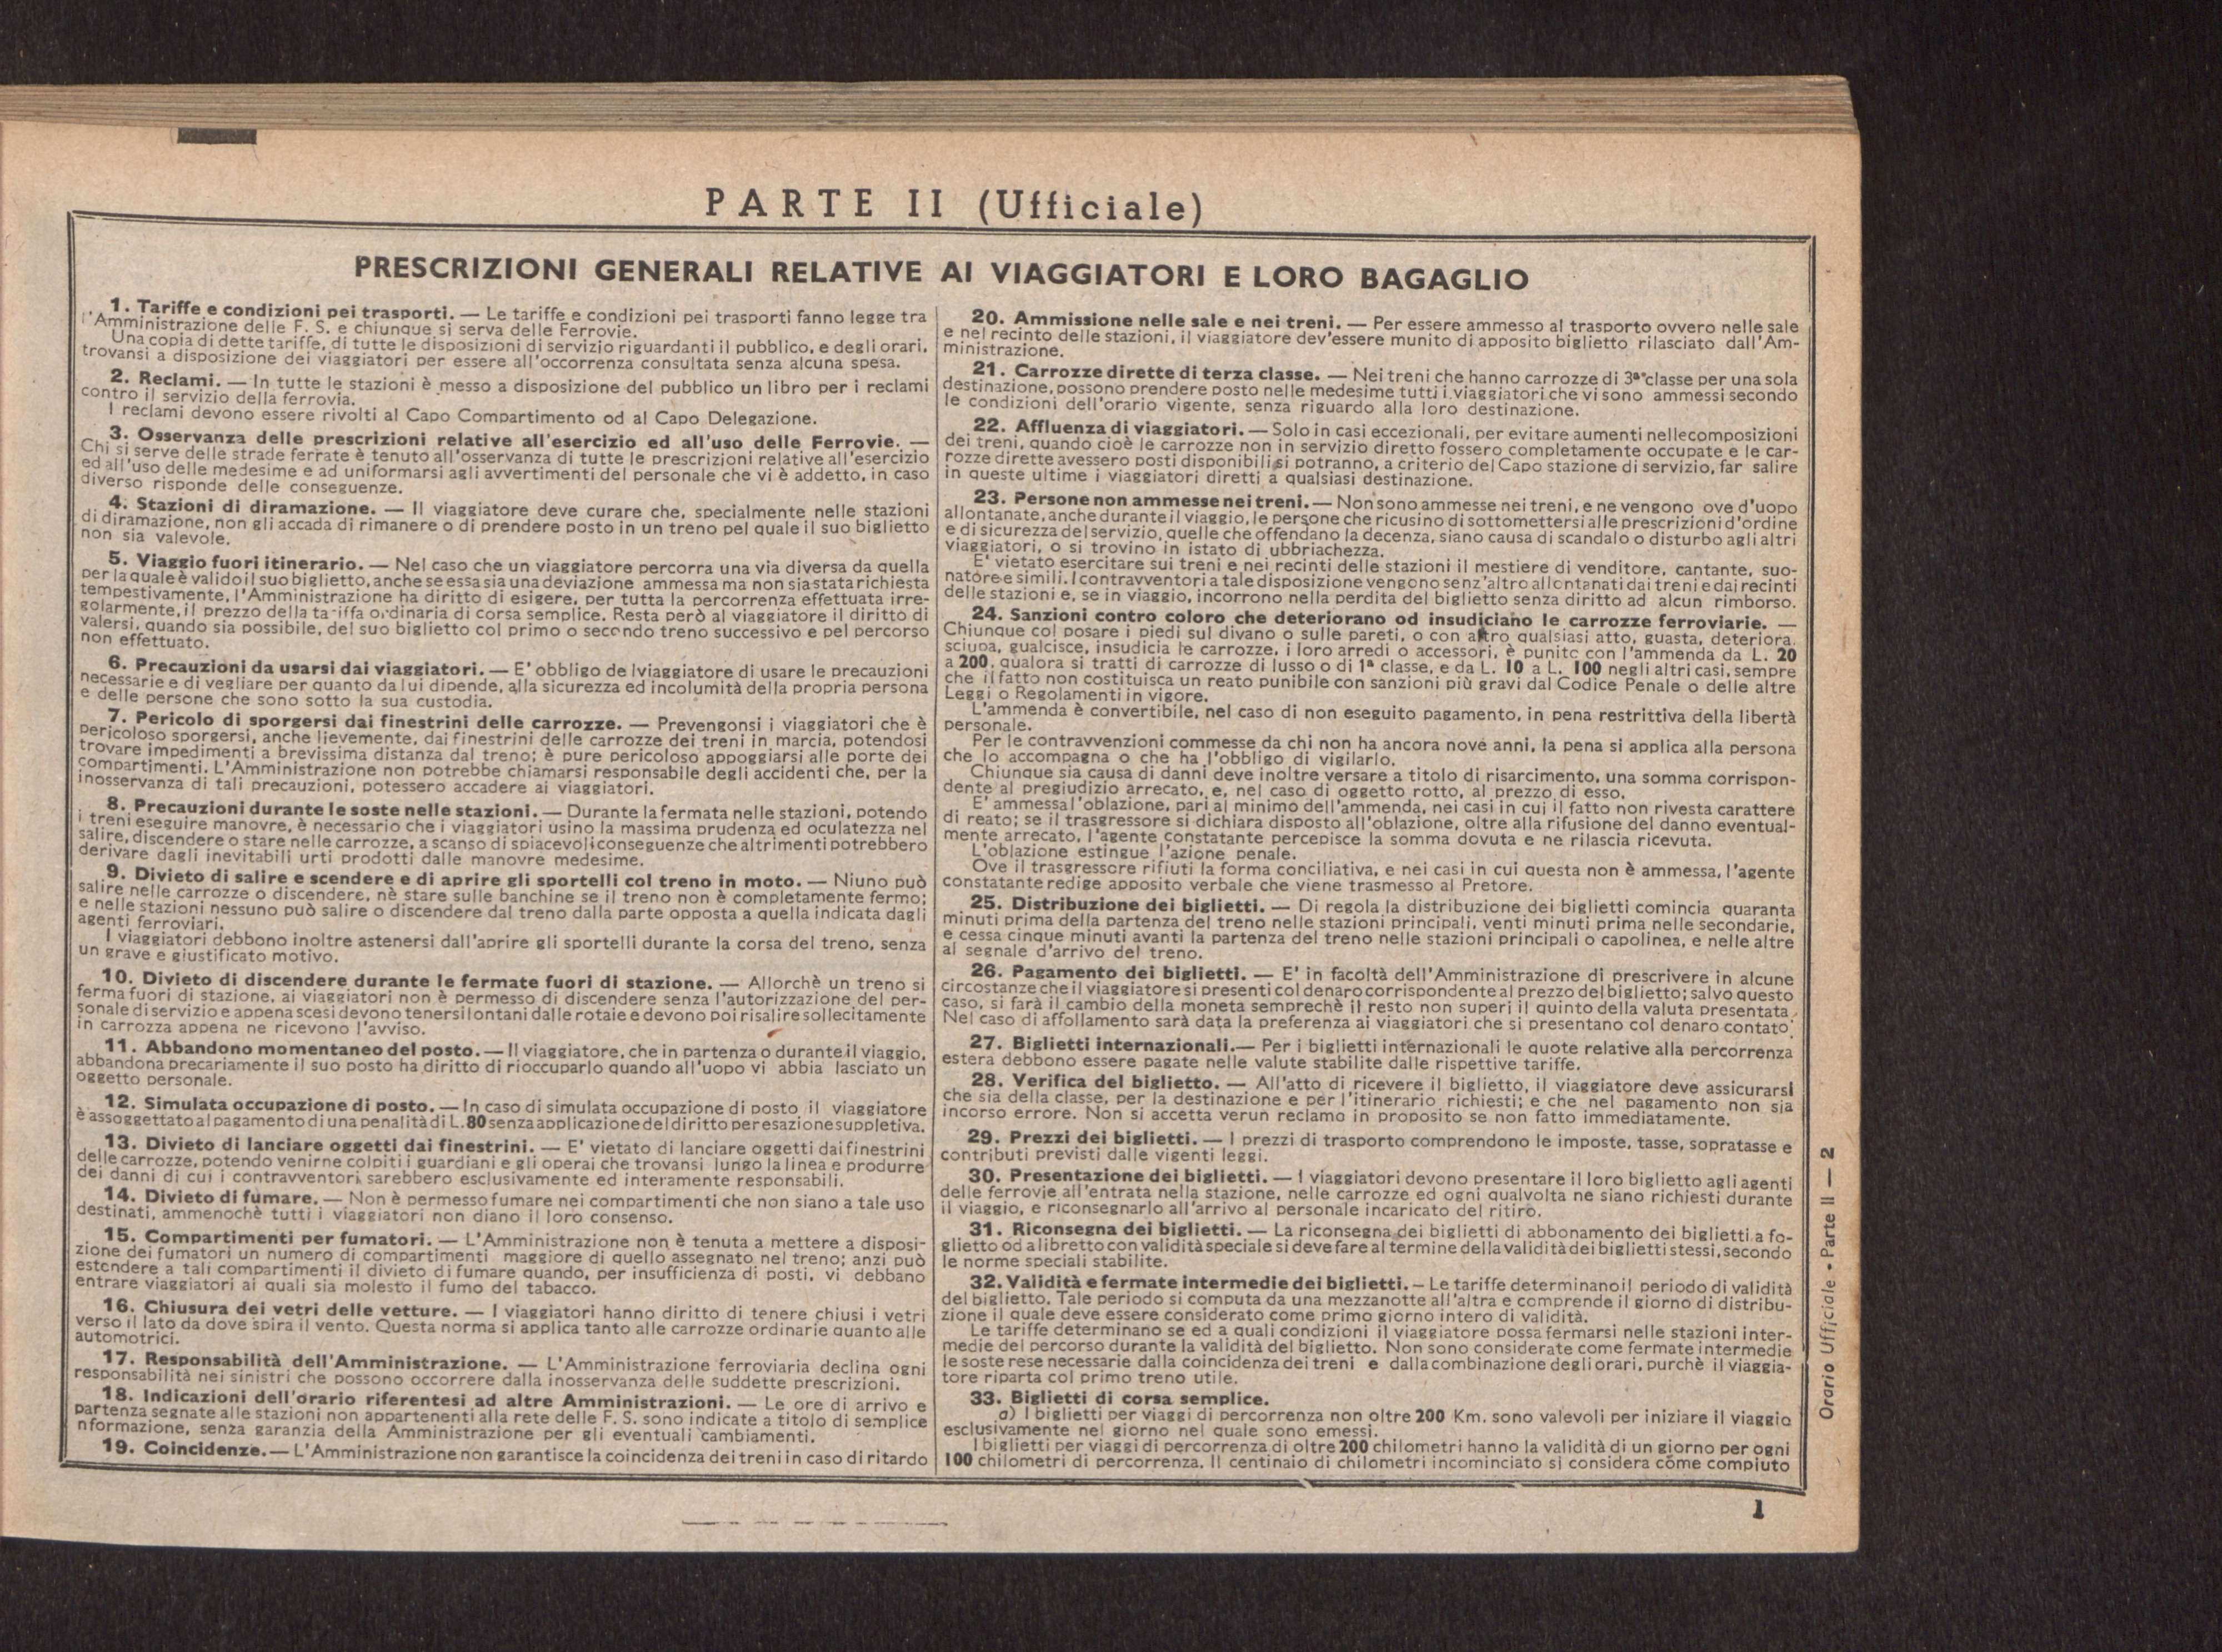 PARTE II (Ufficiale)
PRESCRIZIONI GENERALI RELATIVE AI VIAGGIATORI E LORO BAGAGLIO
1. Tariffe e condizioni pei trasporti. — Le tariffe e condizioni pei trasporti fanno legge tra
l'Amministrazione delle F. S. e chiunque si serva delle Ferrovie.
Una copia di dette tariffe, di tutte le disposizioni di servizio riguardanti il pubblico, e degli orari,
trovansi a disposizione dei viaggiatori per essere all'occorrenza consultata senza alcuna spesa.
2. Reclami. — In tutte le stazioni è messo a disposizione del pubblico un libro per i reclami
contro il servizio della ferrovia.
I reclami devono essere rivolti al Capo Compartimento od al Capo Delegazione.
3. Osservanza delle prescrizioni relative all'esercizio ed all'uso delle Ferrovie. —
Chi si serve delle strade ferrate è tenuto all'osservanza di tutte le prescrizioni relative all'esercizio
ed all'uso delle medesime e ad uniformarsi agli avvertimenti del personale che vi è addetto, in caso
diverso risponde delle conseguenze.
4. Stazioni di diramazione. — Il viaggiatore deve curare che, specialmente nelle stazioni
di diramazione, non gli accada di rimanere o di prendere posto in un treno pel quale il suo biglietto
non sia valevole.
5. Viaggio fuori itinerario. — Nel caso che un viaggiatore percorra una via diversa da quella
per la quale è valido il suo biglietto, anche se essa sia una deviazione ammessa ma non sia stata richiesta
tempestivamente, l'Amministrazione ha diritto di esigere, per tutta la percorrenza effettuata irre-
golarmente, il prezzo della tariffa ordinaria di corsa semplice. Resta però al viaggiatore il diritto di
valersi, quando sia possibile, del suo biglietto col primo o secondo treno successivo e pel percorso
non effettuato.
6. Precauzioni da usarsi dai viaggiatori. — E' obbligo de lviaggiatore di usare le precauzioni
necessarie e di vegliare per quanto da lui dipende, alla sicurezza ed incolumità della propria persona
e delle persone che sono sotto la sua custodia.
7. Pericolo di sporgersi dai finestrini delle carrozze. — Prevengonsi i viaggiatori che è
pericoloso sporgersi, anche lievemente, dai finestrini delle carrozze dei treni in marcia, potendosi
trovare impedimenti a brevissima distanza dal treno; è pure pericoloso appoggiarsi alle porte dei
compartimenti. L'Amministrazione non potrebbe chiamarsi responsabile degli accidenti che, per la
inosservanza di tali precauzioni, potessero accadere ai viaggiatori.
8. Precauzioni durante le soste nelle stazioni. — Durante la fermata nelle stazioni, potendo
i treni eseguire manovre, è necessario che i viaggiatori usino la massima prudenza ed oculatezza nel
salire, discendere o stare nelle carrozze, a scanso di spiacevoli conseguenze che altrimenti potrebbero
derivare dagli inevitabili urti prodotti dalle manovre medesime.
9. Divieto di salire e scendere e di aprire gli sportelli col treno in moto. — Niuno può
salire nelle carrozze o discendere, nè stare sulle banchine se il treno non è completamente fermo;
e nelle stazioni nessuno può salire o discendere dal treno dalla parte opposta a quella indicata dagli
agenti ferroviari.
I viaggiatori debbono inoltre astenersi dall'aprire gli sportelli durante la corsa del treno, senza
un grave e giustificato motivo.
10. Divieto di discendere durante le fermate fuori di stazione. — Allorchè un treno si
ferma fuori di stazione, ai viaggiatori non è permesso di discendere senza l'autorizzazione del per-
sonale di servizio e appena scesi devono tenersi lontani dalle rotaie e devono poi risalire sollecitamente
in carrozza appena ne ricevono l'avviso.
11. Abbandono momentaneo del posto. — Il viaggiatore, che in partenza o durante il viaggio,
abbandona precariamente il suo posto ha diritto di rioccuparlo quando all'uopo vi abbia lasciato un
oggetto personale.
12. Simulata occupazione di posto. — In caso di simulata occupazione di posto il viaggiatore
è assoggettato al pagamento di una penalità di L. 80 senza applicazione del diritto per esazione suppletiva.
13. Divieto di lanciare oggetti dai finestrini. — E' vietato di lanciare oggetti dai finestrini
delle carrozze, potendo venirne colpiti i guardiani e gli operai che trovansi lungo la linea e produrre
dei danni di cui i contravventori sarebbero esclusivamente ed interamente responsabili.
14. Divieto di fumare. — Non è permesso fumare nei compartimenti che non siano a tale uso
destinati, ammenochè tutti i viaggiatori non diano il loro consenso.
15. Compartimenti per fumatori. — L'Amministrazione non è tenuta a mettere a disposi-
zione dei fumatori un numero di compartimenti maggiore di quello assegnato nel treno; anzi può
estendere a tali compartimenti il divieto di fumare quando, per insufficienza di posti, vi debbano
entrare viaggiatori ai quali sia molesto il fumo del tabacco.
16. Chiusura dei vetri delle vetture. — I viaggiatori hanno diritto di tenere chiusi i vetri
verso il lato da dove spira il vento. Questa norma si applica tanto alle carrozze ordinarie quanto alle
automotrici.
17. Responsabilità dell'Amministrazione. — L'Amministrazione ferroviaria declina ogni
responsabilità nei sinistri che possono occorrere dalla inosservanza delle suddette prescrizioni.
18. Indicazioni dell'orario riferentesi ad altre Amministrazioni. — Le ore di arrivo e
partenza segnate alle stazioni non appartenenti alla rete delle F. S. sono indicate a titolo di semplice
nformazione, senza garanzia della Amministrazione per gli eventuali cambiamenti.
19. Coincidenze. — L'Amministrazione non garantisce la coincidenza dei treni in caso di ritardo
20. Ammissione nelle sale e nei treni. — Per essere ammesso al trasporto ovvero nelle sale
e nel recinto delle stazioni, il viaggiatore dev'essere munito di apposito biglietto rilasciato dall'Am-
ministrazione.
21. Carrozze dirette di terza classe. — Nei treni che hanno carrozze di 3ª classe per una sola
destinazione, possono prendere posto nelle medesime tutti i viaggiatori che vi sono ammessi secondo
le condizioni dell'orario vigente, senza riguardo alla loro destinazione.
22. Affluenza di viaggiatori. — Solo in casi eccezionali, per evitare aumenti nellecomposizioni
dei treni, quando cioè le carrozze non in servizio diretto fossero completamente occupate e le car-
rozze dirette avessero posti disponibili si potranno, a criterio del Capo stazione di servizio, far salire
in queste ultime i viaggiatori diretti a qualsiasi destinazione.
23. Persone non ammesse nei treni. — Non sono ammesse nei treni, e ne vengono ove d'uopo
allontanate, anche durante il viaggio, le persone che ricusino di sottomettersi alle prescrizioni d'ordine
e di sicurezza del servizio, quelle che offendano la decenza, siano causa di scandalo o disturbo agli altri
viaggiatori, o si trovino in istato di ubbriachezza.
E' vietato esercitare sui treni e nei recinti delle stazioni il mestiere di venditore, cantante, suo-
natore e simili. I contravventori a tale disposizione vengono senz'altro allontanati dai treni e dai recinti
delle stazioni e, se in viaggio, incorrono nella perdita del biglietto senza diritto ad alcun rimborso.
24. Sanzioni contro coloro che deteriorano od insudiciano le carrozze ferroviarie. —
Chiunque col posare i piedi sul divano o sulle pareti, o con altro qualsiasi atto, guasta, deteriora,
sciupa, gualcisce, insudicia le carrozze, i loro arredi o accessori, è punito con l'ammenda da L. 20
a 200, qualora si tratti di carrozze di lusso o di 1ª classe, e da L. 10 a L. 100 negli altri casi, sempre
che il fatto non costituisca un reato punibile con sanzioni più gravi dal Codice Penale o delle altre
Leggi o Regolamenti in vigore.
L'ammenda è convertibile, nel caso di non eseguito pagamento, in pena restrittiva della libertà
personale.
Per le contravvenzioni commesse da chi non ha ancora nove anni, la pena si applica alla persona
che lo accompagna o che ha l'obbligo di vigilarlo.
Chiunque sia causa di danni deve inoltre versare a titolo di risarcimento, una somma corrispon-
dente al pregiudizio arrecato, e, nel caso di oggetto rotto, al prezzo di esso.
E' ammessa l'oblazione, pari al minimo dell'ammenda, nei casi in cui il fatto non rivesta carattere
di reato; se il trasgressore si dichiara disposto all'oblazione, oltre alla rifusione del danno eventual-
mente arrecato, l'agente constatante percepisce la somma dovuta e ne rilascia ricevuta.
L'oblazione estingue l'azione penale.
Ove il trasgressore rifiuti la forma conciliativa, e nei casi in cui questa non è ammessa, l'agente
constatante redige apposito verbale che viene trasmesso al Pretore.
25. Distribuzione dei biglietti. — Di regola la distribuzione dei biglietti comincia quaranta
minuti prima della partenza del treno nelle stazioni principali, venti minuti prima nelle secondarie,
e cessa cinque minuti avanti la partenza del treno nelle stazioni principali o capolinea, e nelle altre
al segnale d'arrivo del treno.
26. Pagamento dei biglietti. — E' in facoltà dell'Amministrazione di prescrivere in alcune
circostanze che il viaggiatore si presenti col denaro corrispondente al prezzo del biglietto; salvo questo
caso, si farà il cambio della moneta semprechè il resto non superi il quinto della valuta presentata.
Nel caso di affollamento sarà data la preferenza ai viaggiatori che si presentano col denaro contato.
27. Biglietti internazionali. — Per i biglietti internazionali le quote relative alla percorrenza
estera debbono essere pagate nelle valute stabilite dalle rispettive tariffe.
28. Verifica del biglietto. — All'atto di ricevere il biglietto, il viaggiatore deve assicurarsi
che sia della classe, per la destinazione e per l'itinerario richiesti; e che nel pagamento non sia
incorso errore. Non si accetta verun reclamo in proposito se non fatto immediatamente.
29. Prezzi dei biglietti. — I prezzi di trasporto comprendono le imposte, tasse, sopratasse e
contributi previsti dalle vigenti leggi.
30. Presentazione dei biglietti. — I viaggiatori devono presentare il loro biglietto agli agenti
delle ferrovie all'entrata nella stazione, nelle carrozze ed ogni qualvolta ne siano richiesti durante
il viaggio, e riconsegnarlo all'arrivo al personale incaricato del ritiro.
31. Riconsegna dei biglietti. — La riconsegna dei biglietti di abbonamento dei biglietti a fo-
glietto od a libretto con validità speciale si deve fare al termine della validità dei biglietti stessi, secondo
le norme speciali stabilite.
32. Validità e fermate intermedie dei biglietti. — Le tariffe determinano il periodo di validità
del biglietto. Tale periodo si computa da una mezzanotte all'altra e comprende il giorno di distribu-
zione il quale deve essere considerato come primo giorno intero di validità.
Le tariffe determinano se ed a quali condizioni il viaggiatore possa fermarsi nelle stazioni inter-
medie del percorso durante la validità del biglietto. Non sono considerate come fermate intermedie
le soste rese necessarie dalla coincidenza dei treni e dalla combinazione degli orari, purchè il viaggia-
tore riparta col primo treno utile.
33. Biglietti di corsa semplice.
a) I biglietti per viaggi di percorrenza non oltre 200 Km. sono valevoli per iniziare il viaggio
esclusivamente nel giorno nel quale sono emessi.
I biglietti per viaggi di percorrenza di oltre 200 chilometri hanno la validità di un giorno per ogni
100 chilometri di percorrenza. Il centinaio di chilometri incominciato si considera come compiuto
Orario Ufficiale - Parte II — 2
1